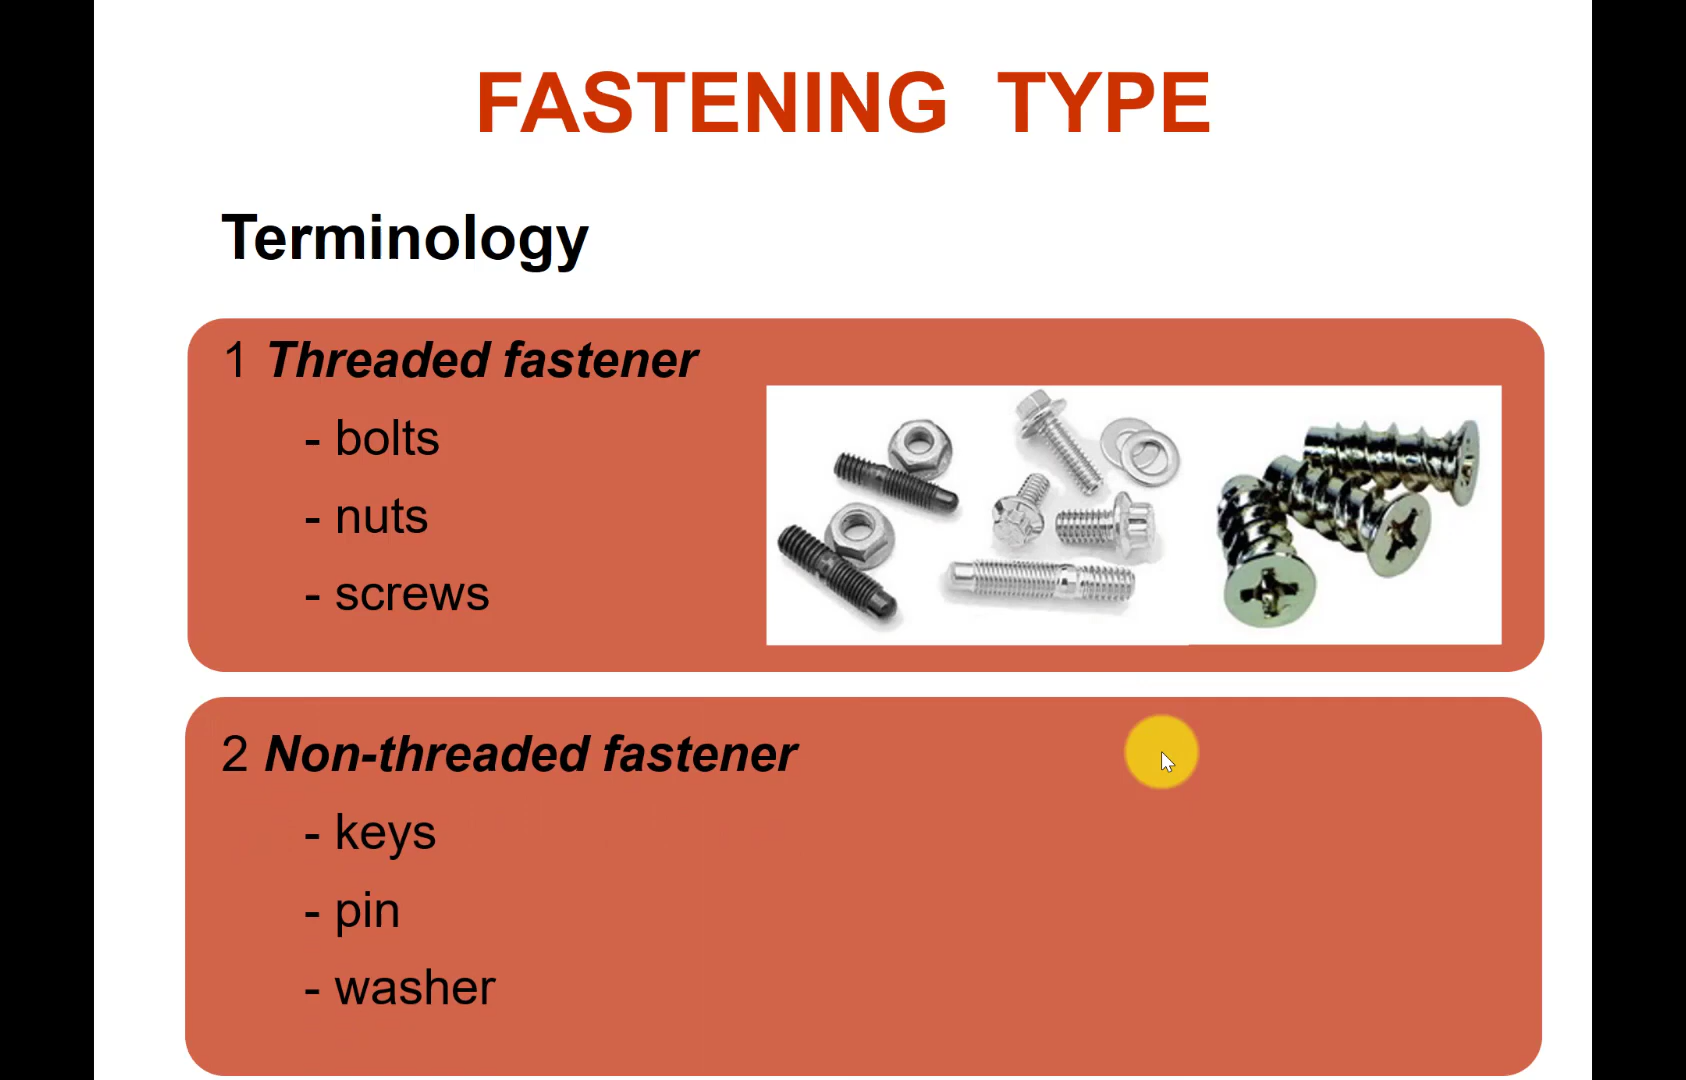 FASTENING TYPE
Terminology
1 Threaded fastener
- bolts
- nuts
- screws
2 Non-threaded fastener
- keys
- pin
- washer